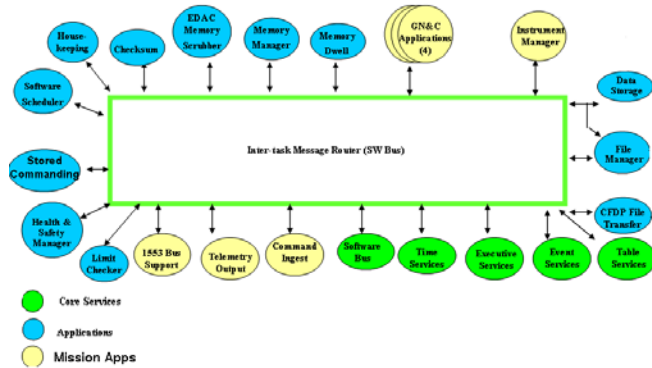 House-
keeping
Checksum
EDAC
Memory
Scrubber
Memory
Manager
Memory
Dwell
GN&C
Applications
(4)
Instrument
Manager
Software
Scheduler
Data
Storage
Inter-task Message Router (SW Bus)
File
Manager
Stored
Commanding
Health &
Safety
Manager
CFDP File
Transfer
Limit
Checker
1553 Bus
Support
Telemetry
Output
Command
Ingest
Software
Bus
Time
Services
Executive
Services
Event
Services
Table
Services
Core Services
Applications
Mission Apps